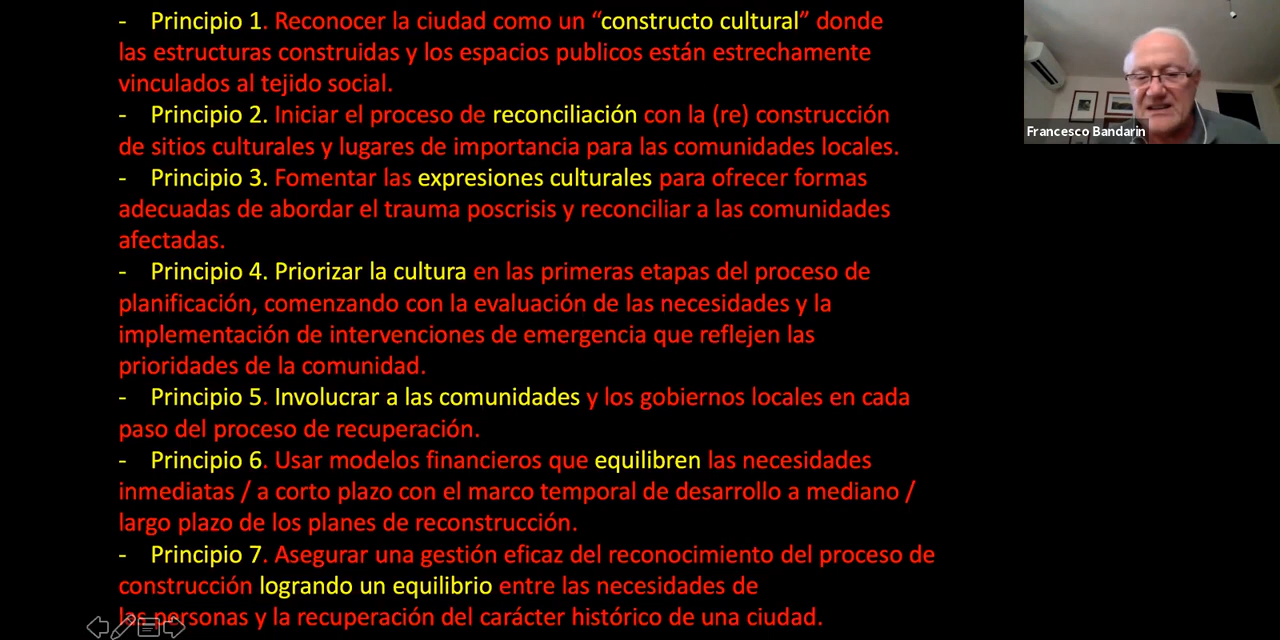 - Principio 1. Reconocer la ciudad como un “constructo cultural” donde
las estructuras construidas y los espacios publicos están estrechamente
vinculados al tejido social.
- Principio 2. Iniciar el proceso de reconciliación con la (re) construcción
de sitios culturales y lugares de importancia para las comunidades locales.
- Principio 3. Fomentar las expresiones culturales para ofrecer formas
adecuadas de abordar el trauma poscrisis y reconciliar a las comunidades
afectadas.
- Principio 4. Priorizar la cultura en las primeras etapas del proceso de
planificación, comenzando con la evaluación de las necesidades y la
implementación de intervenciones de emergencia que reflejen las
prioridades de la comunidad.
- Principio 5. Involucrar a las comunidades y los gobiernos locales en cada
paso del proceso de recuperación.
- Principio 6. Usar modelos financieros que equilibren las necesidades
inmediatas / a corto plazo con el marco temporal de desarrollo a mediano /
largo plazo de los planes de reconstrucción.
- Principio 7. Asegurar una gestión eficaz del reconocimiento del proceso de
construcción logrando un equilibrio entre las necesidades de
las personas y la recuperación del carácter histórico de una ciudad.
Francesco Bandarin